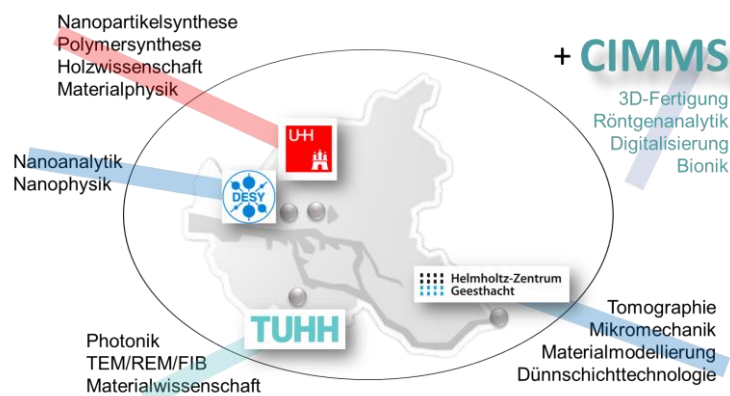 Nanopartikelsynthese
Polymersynthese
Holzwissenschaft
Materialphysik
+ CIMMS
3D-Fertigung
Röntgenanalytik
Digitalisierung
Bionik
UH
Nanoanalytik
Nanophysik
DESY
Helmholtz-Zentrum
Geesthacht
TUHH
Tomographie
Mikromechanik
Materialmodellierung
Dünnschichttechnologie
Photonik
TEM/REM/FIB
Materialwissenschaft